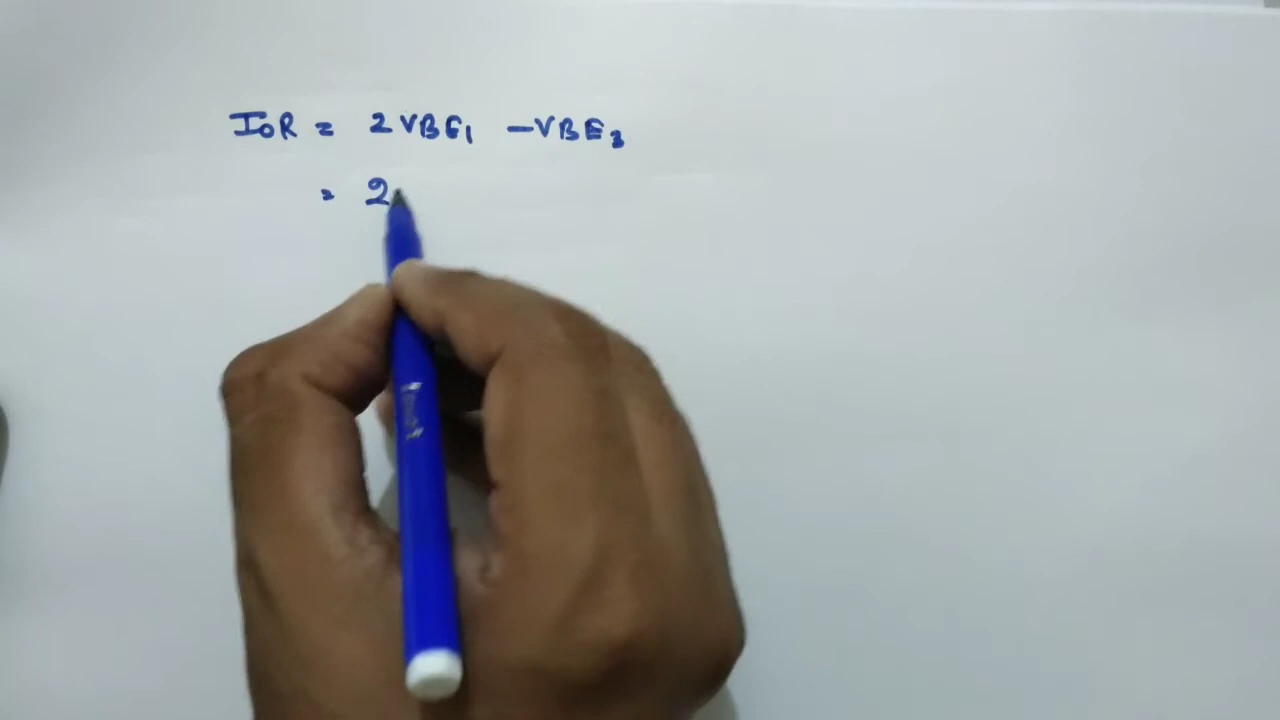 IOR = 2VBE1 - VBE3
= 2